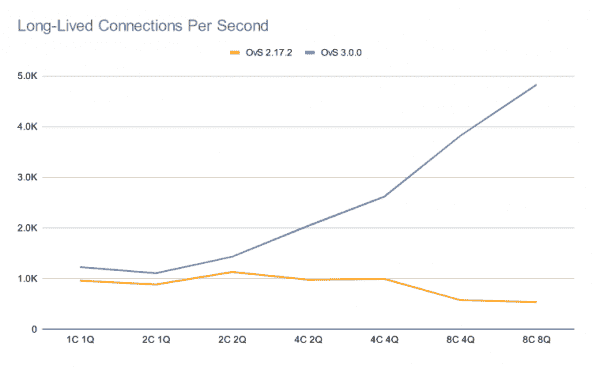 Long-Lived Connections Per Second
OvS 2.17.2 OvS 3.0.0
5.0K
4.0K
3.0K
2.0K
1.0K
0
1C 1Q 2C 1Q 2C 2Q 4C 2Q 4C 4Q 8C 4Q 8C 8Q